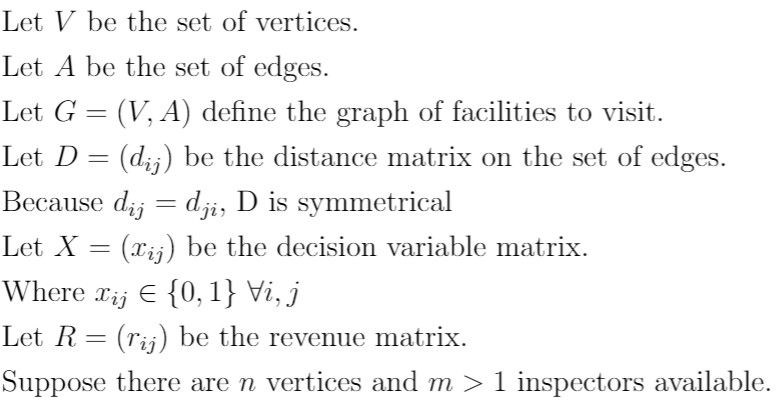 Let V be the set of vertices.
Let A be the set of edges.
Let G = (V, A) define the graph of facilities to visit.
Let D = (d_{ij}) be the distance matrix on the set of edges.
Because d_{ij} = d_{ji}, D is symmetrical
Let X = (x_{ij}) be the decision variable matrix.
Where x_{ij} ∈ {0, 1} ∀i, j
Let R = (r_{ij}) be the revenue matrix.
Suppose there are n vertices and m > 1 inspectors available.